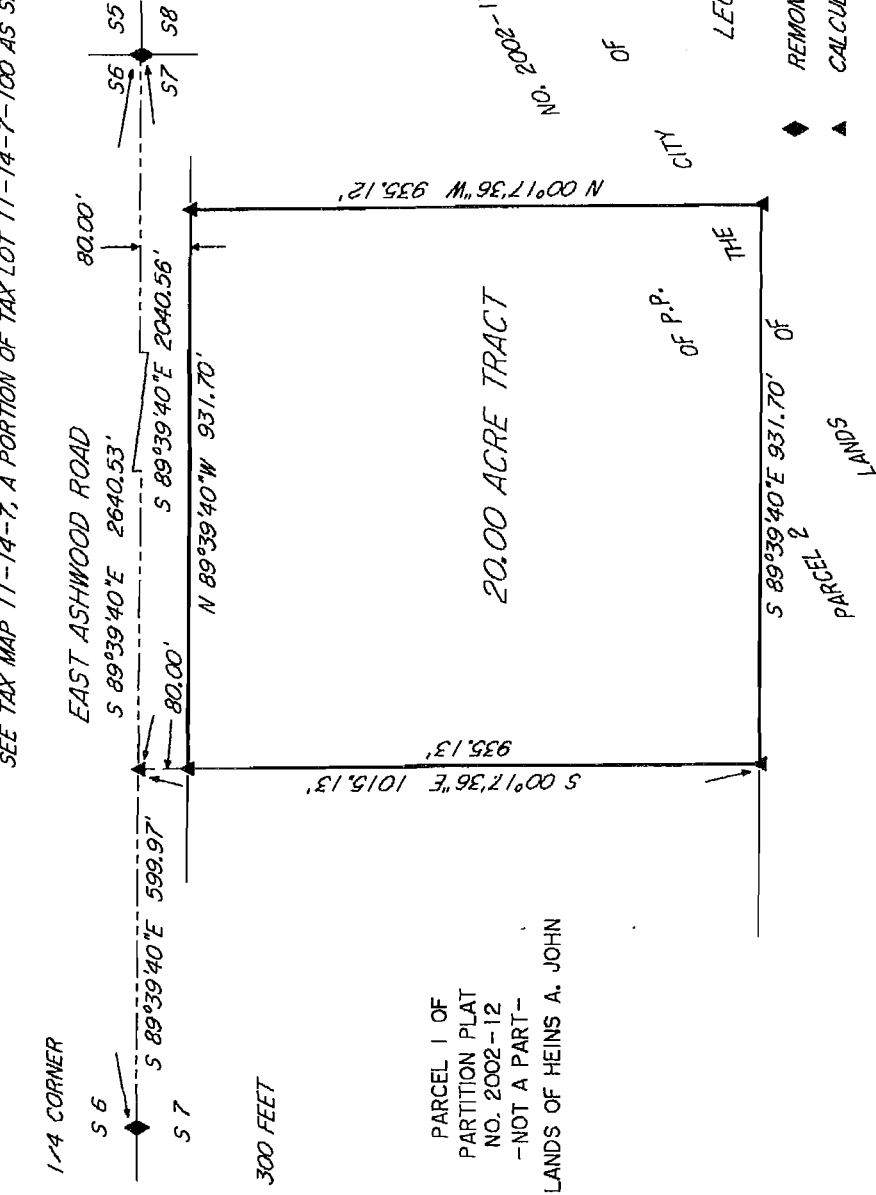 SEE TAX MAP 11-14-7, A PORTION OF TAX LOT 11-14-7-100 AS
1/4 CORNER
S 6
S 7
S6
S5
S7
S8
EAST ASHWOOD ROAD
S 89°39'40"E 2640.53'
80.00'
S 89°39'40"E 599.97'
80.00'
S 89°39'40"E 2040.56'
N 89°39'40"W 931.70'
300 FEET
S 00°17'36"E 1015.13'
935.13'
20.00 ACRE TRACT
N 00°17'36"W 935.12'
PARCEL 1 OF
PARTITION PLAT
NO. 2002-12
-NOT A PART-
LANDS OF HEINS A. JOHN
S 89°39'40"E 931.70'
PARCEL 2
OF P.P.
NO. 2002-1
LANDS
OF
THE
CITY
OF